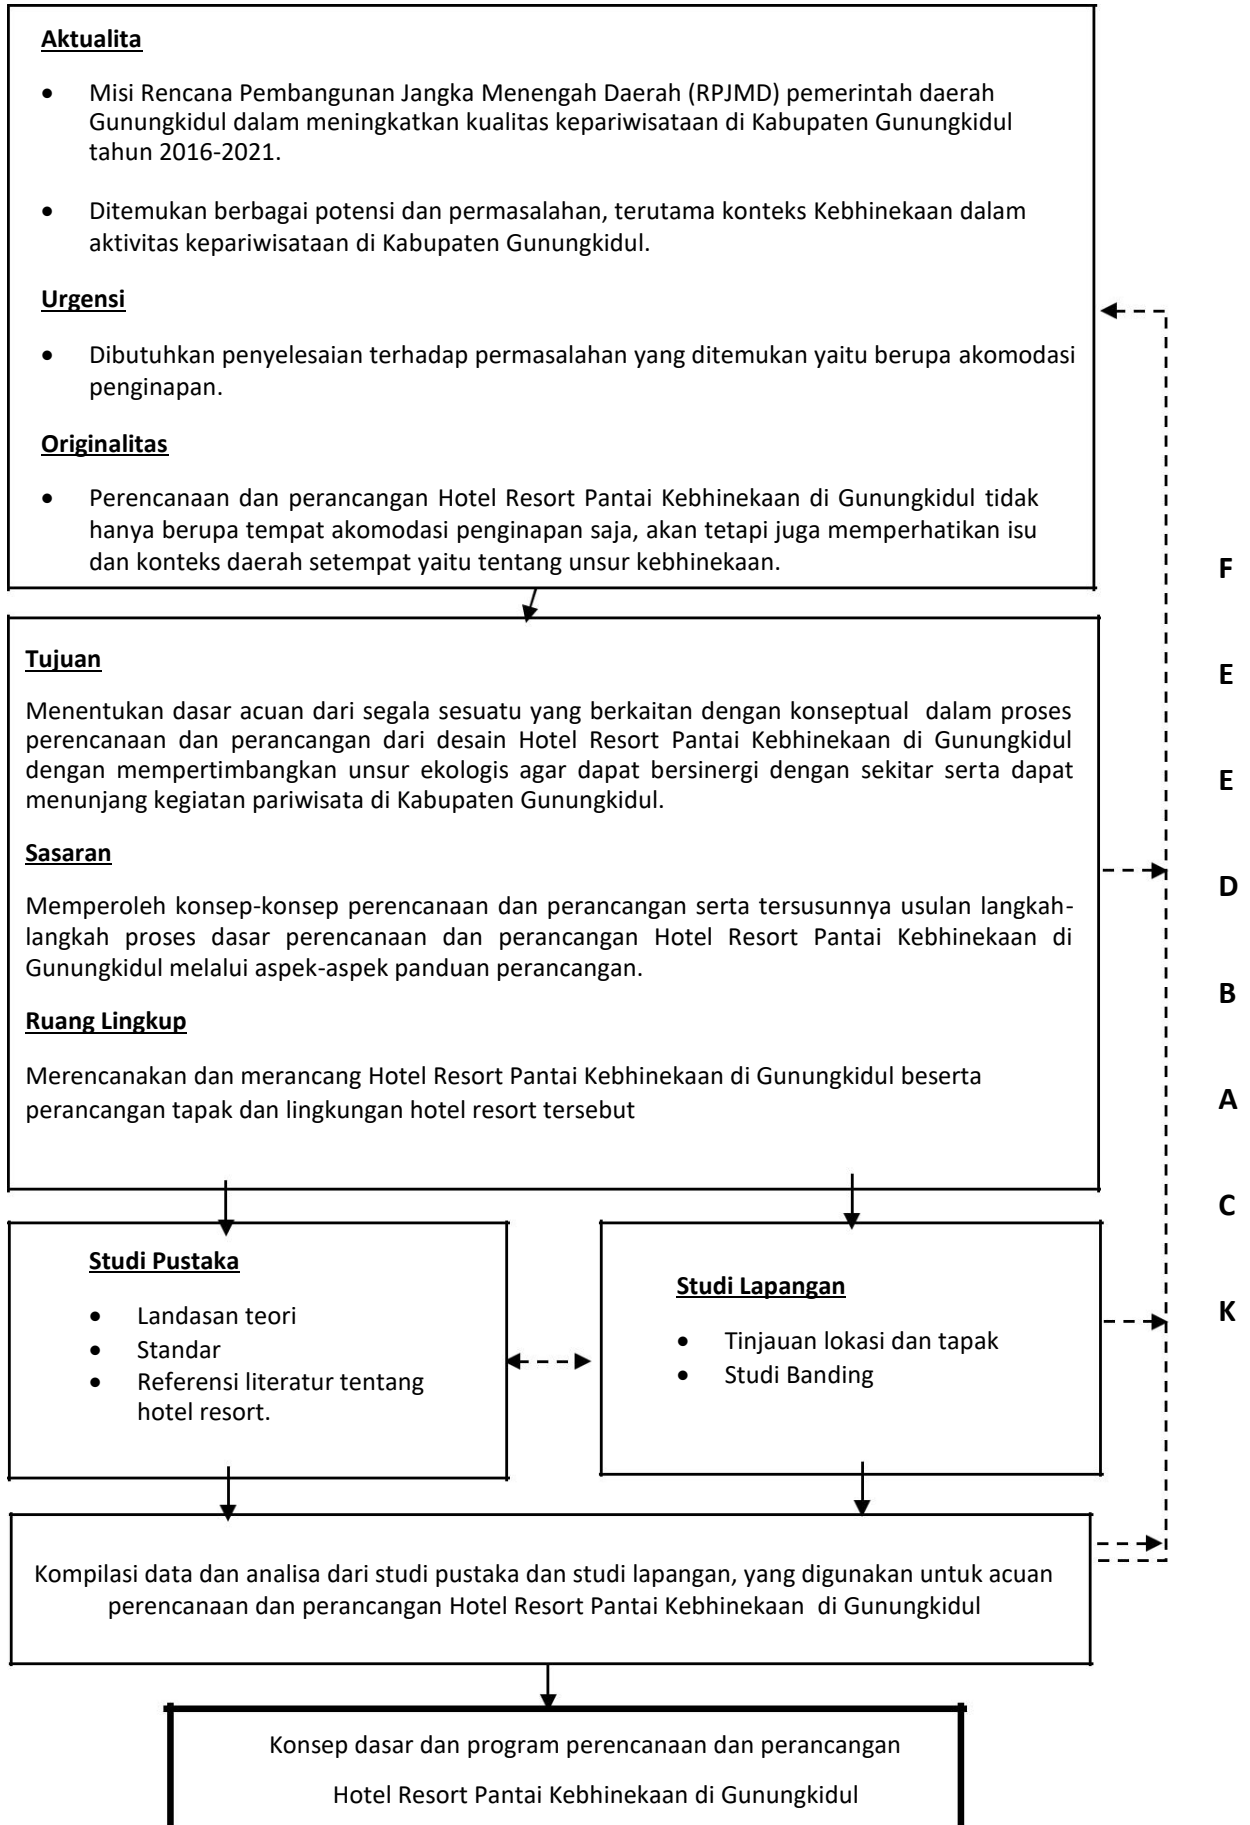 Aktualita
• Misi Rencana Pembangunan Jangka Menengah Daerah (RPJMD) pemerintah daerah
Gunungkidul dalam meningkatkan kualitas kepariwisataan di Kabupaten Gunungkidul
tahun 2016-2021.
• Ditemukan berbagai potensi dan permasalahan, terutama konteks Kebhinekaan dalam
aktivitas kepariwisataan di Kabupaten Gunungkidul.
Urgensi
• Dibutuhkan penyelesaian terhadap permasalahan yang ditemukan yaitu berupa akomodasi
penginapan.
Originalitas
• Perencanaan dan perancangan Hotel Resort Pantai Kebhinekaan di Gunungkidul tidak
hanya berupa tempat akomodasi penginapan saja, akan tetapi juga memperhatikan isu
dan konteks daerah setempat yaitu tentang unsur kebhinekaan.
Tujuan
Menentukan dasar acuan dari segala sesuatu yang berkaitan dengan konseptual dalam proses
perencanaan dan perancangan dari desain Hotel Resort Pantai Kebhinekaan di Gunungkidul
dengan mempertimbangkan unsur ekologis agar dapat bersinergi dengan sekitar serta dapat
menunjang kegiatan pariwisata di Kabupaten Gunungkidul.
Sasaran
Memperoleh konsep-konsep perencanaan dan perancangan serta tersusunnya usulan langkah-
langkah proses dasar perencanaan dan perancangan Hotel Resort Pantai Kebhinekaan di
Gunungkidul melalui aspek-aspek panduan perancangan.
Ruang Lingkup
Merencanakan dan merancang Hotel Resort Pantai Kebhinekaan di Gunungkidul beserta
perancangan tapak dan lingkungan hotel resort tersebut
Studi Pustaka
• Landasan teori
• Standar
• Referensi literatur tentang
hotel resort.
Studi Lapangan
• Tinjauan lokasi dan tapak
• Studi Banding
Kompilasi data dan analisa dari studi pustaka dan studi lapangan, yang digunakan untuk acuan
perencanaan dan perancangan Hotel Resort Pantai Kebhinekaan di Gunungkidul
Konsep dasar dan program perencanaan dan perancangan
Hotel Resort Pantai Kebhinekaan di Gunungkidul
F
E
E
D
B
A
C
K